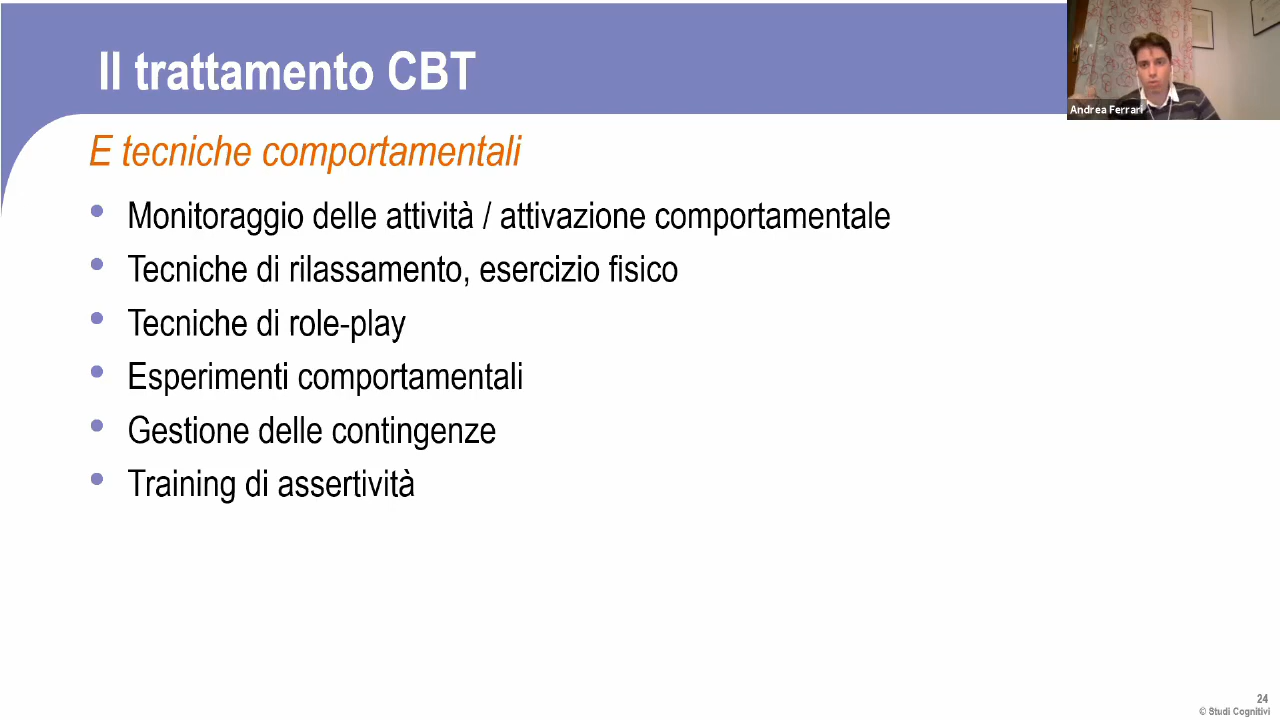 Il trattamento CBT
Andrea Ferrari
E tecniche comportamentali
• Monitoraggio delle attività / attivazione comportamentale
• Tecniche di rilassamento, esercizio fisico
• Tecniche di role-play
• Esperimenti comportamentali
• Gestione delle contingenze
• Training di assertività
24
© Studi Cognitivi